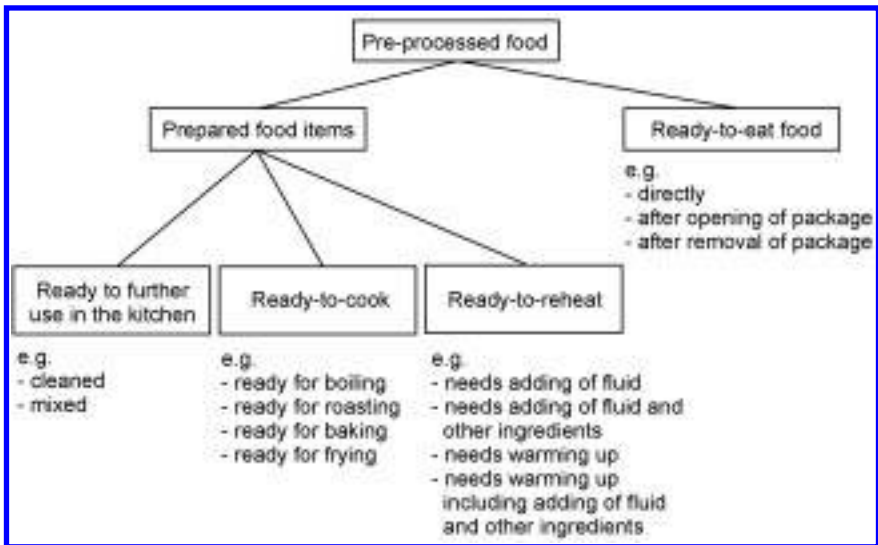 Pre-processed food
Prepared food items
Ready-to-eat food
e.g.
- directly
- after opening of package
- after removal of package
Ready to further
use in the kitchen
e.g.
- cleaned
- mixed
Ready-to-cook
e.g.
- ready for boiling
- ready for roasting
- ready for baking
- ready for frying
Ready-to-reheat
e.g.
- needs adding of fluid
- needs adding of fluid and
other ingredients
- needs warming up
- needs warming up
including adding of fluid
and other ingredients